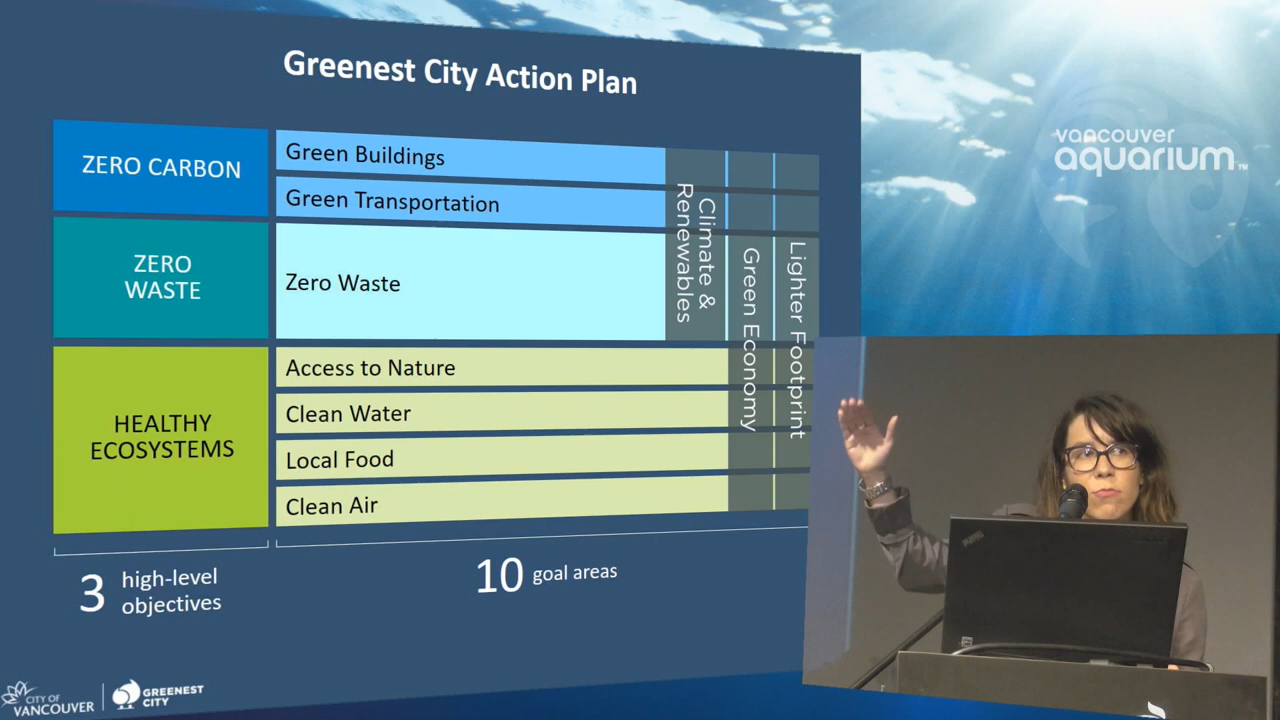 Greenest City Action Plan
vancouver
aquarium™
ZERO CARBON
Green Buildings
Green Transportation
ZERO
WASTE
Zero Waste
Climate &
Renewables
Green Economy
Lighter Footprint
HEALTHY
ECOSYSTEMS
Access to Nature
Clean Water
Local Food
Clean Air
3 high-level
objectives
10 goal areas
CITY OF
VANCOUVER
GREENEST
CITY